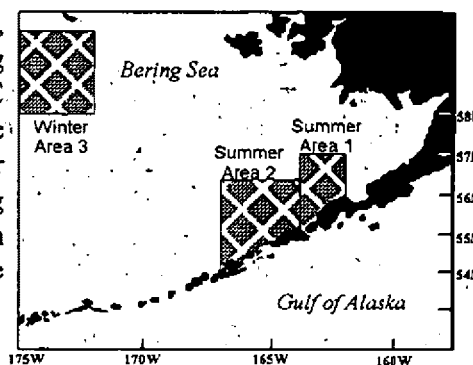 Bering Sea
Winter
Area 3
Summer
Area 1
Summer
Area 2
Gulf of Alaska
58
57
56
55
54
175W
170W
165W
160W